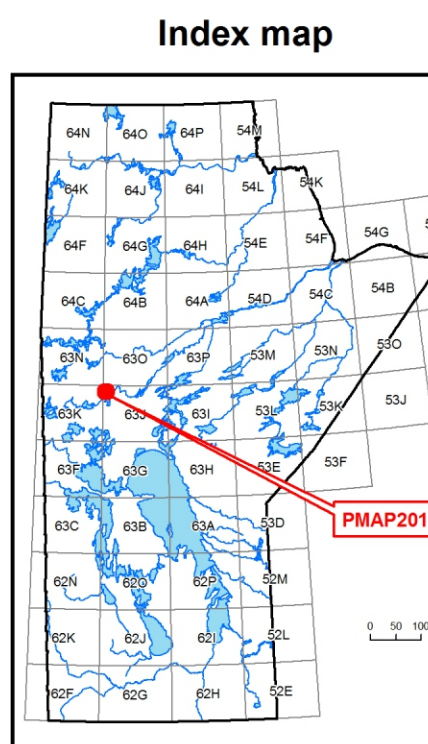 Index map
64N 64O 64P 54M
64K 64J 64I 54L 54K
64F 64G 64H 54E 54F 54G
64C 64B 64A 54D 54C 54B
63N 63O 63P 53M 53N 53O
63K 63J 63I 53L 53K 53J
63F 63G 63H 53E 53F
PMAP201
63C 63B 63A 53D
62N 62O 62P 52M
62K 62J 62I 52L
0 50 100
62F 62G 62H 52E